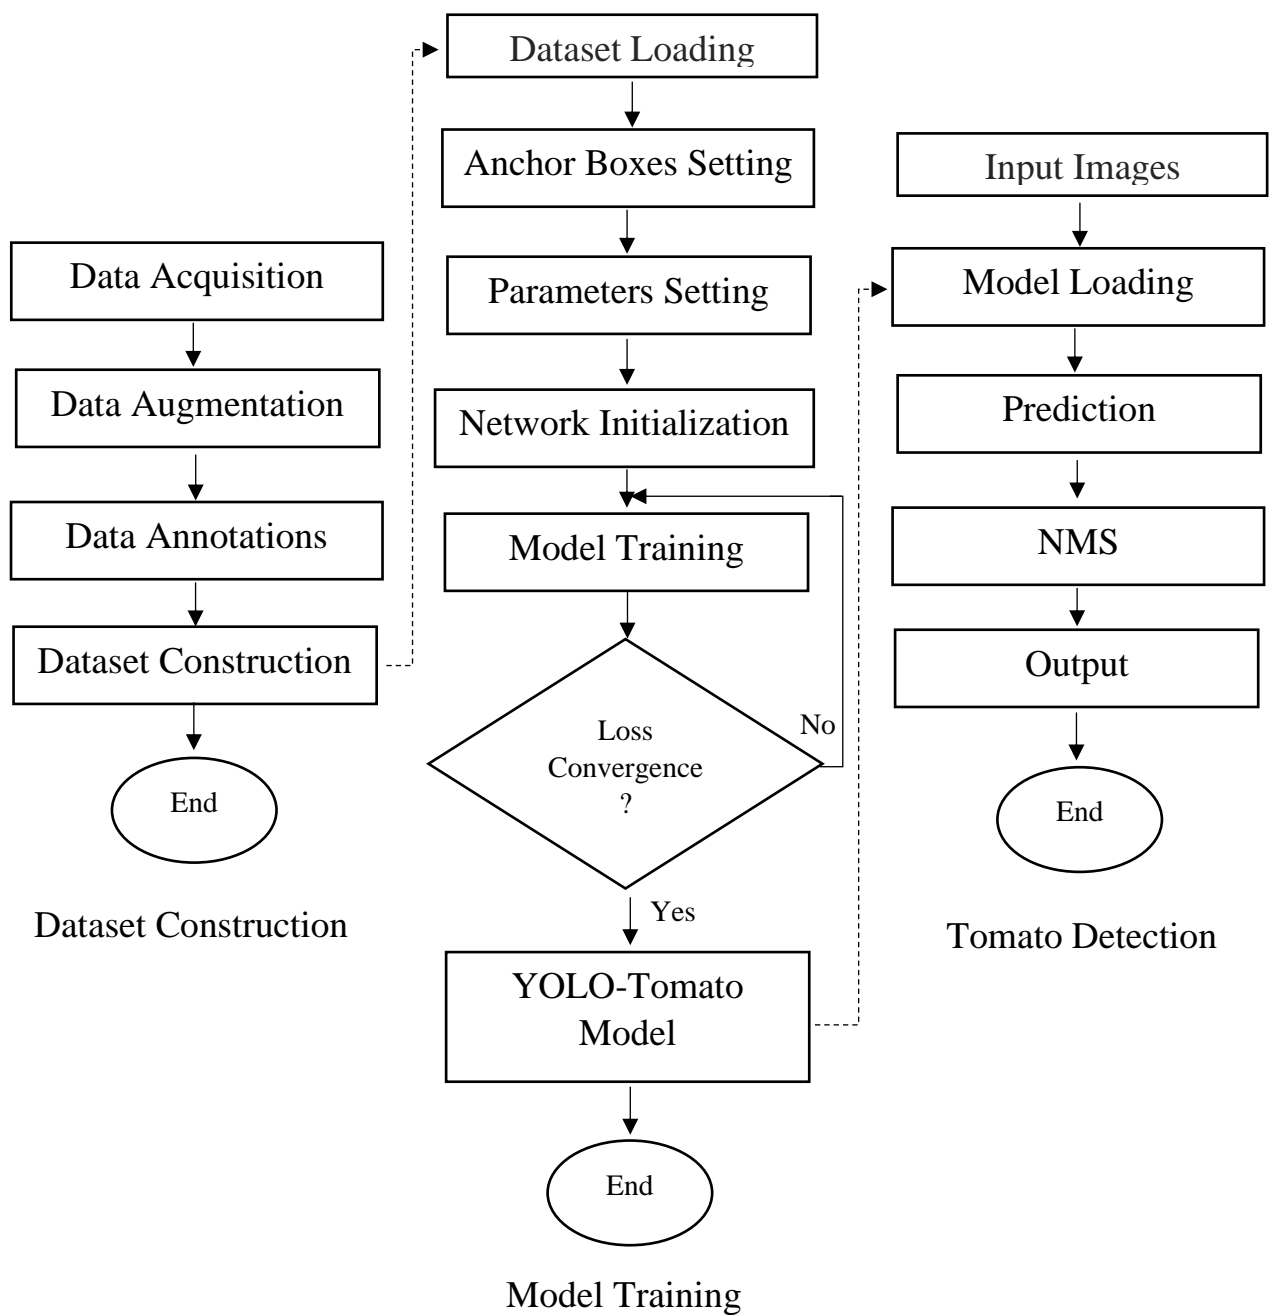 Data Acquisition
Data Augmentation
Data Annotations
Dataset Construction
End
Dataset Construction
Dataset Loading
Anchor Boxes Setting
Parameters Setting
Network Initialization
Model Training
Loss
Convergence
?
No
Yes
YOLO-Tomato
Model
End
Model Training
Input Images
Model Loading
Prediction
NMS
Output
End
Tomato Detection